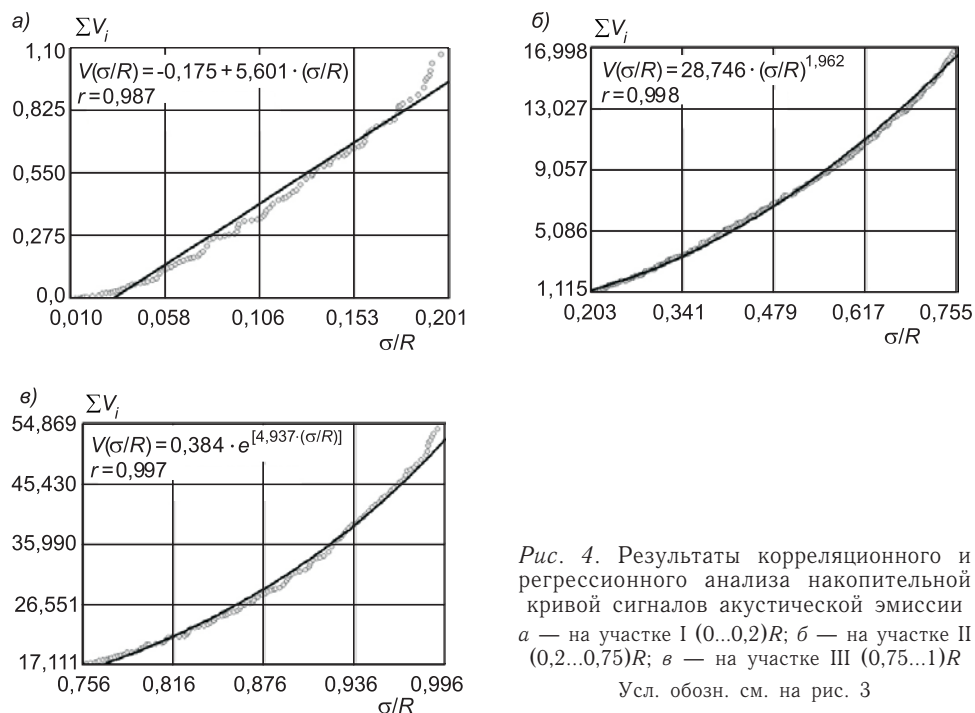 а)
∑Vi
1,10
0,825
0,550
0,275
0,0
V(σ/R) = -0,175 + 5,601 · (σ/R)
r = 0,987
0,010 0,058 0,106 0,153 0,201
σ/R
б)
∑Vi
16,998
13,027
9,057
5,086
1,115
V(σ/R) = 28,746 · (σ/R)^1,962
r = 0,998
0,203 0,341 0,479 0,617 0,755
σ/R
в)
∑Vi
54,869
45,430
35,990
26,551
17,111
V(σ/R) = 0,384 · e^[4,937·(σ/R)]
r = 0,997
0,756 0,816 0,876 0,936 0,996
σ/R
Рис. 4. Результаты корреляционного и
регрессионного анализа накопительной
кривой сигналов акустической эмиссии
а — на участке I (0...0,2)R; б — на участке II
(0,2...0,75)R; в — на участке III (0,75...1)R
Усл. обозн. см. на рис. 3